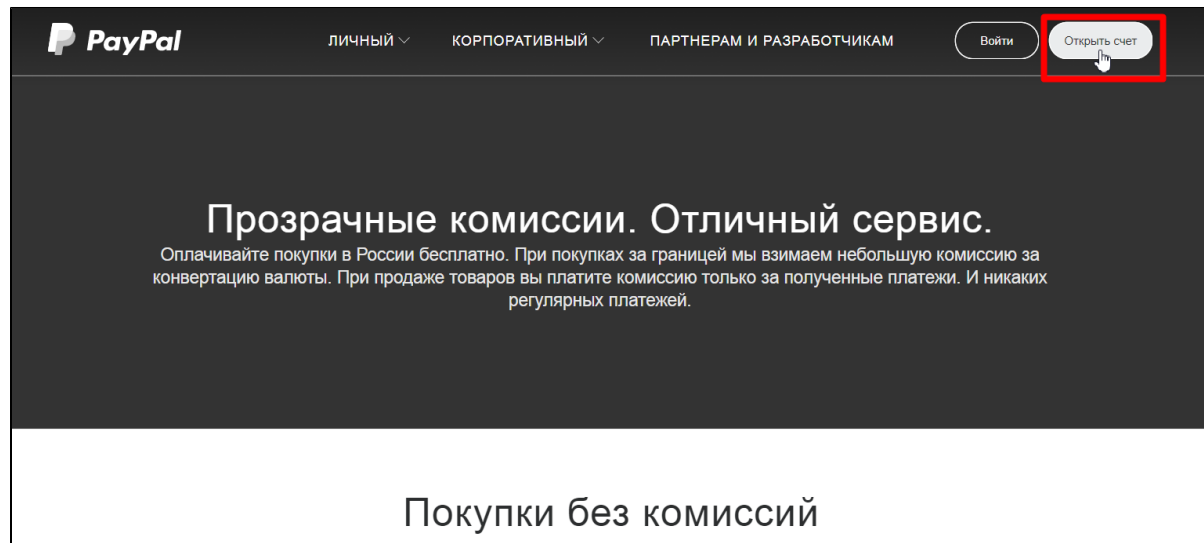 PayPal
ЛИЧНЫЙ КОРПОРАТИВНЫЙ ПАРТНЕРАМ И РАЗРАБОТЧИКАМ Войти Открыть счет
Прозрачные комиссии. Отличный сервис.
Оплачивайте покупки в России бесплатно. При покупках за границей мы взимаем небольшую комиссию за
конвертацию валюты. При продаже товаров вы платите комиссию только за полученные платежи. И никаких
регулярных платежей.
Покупки без комиссий